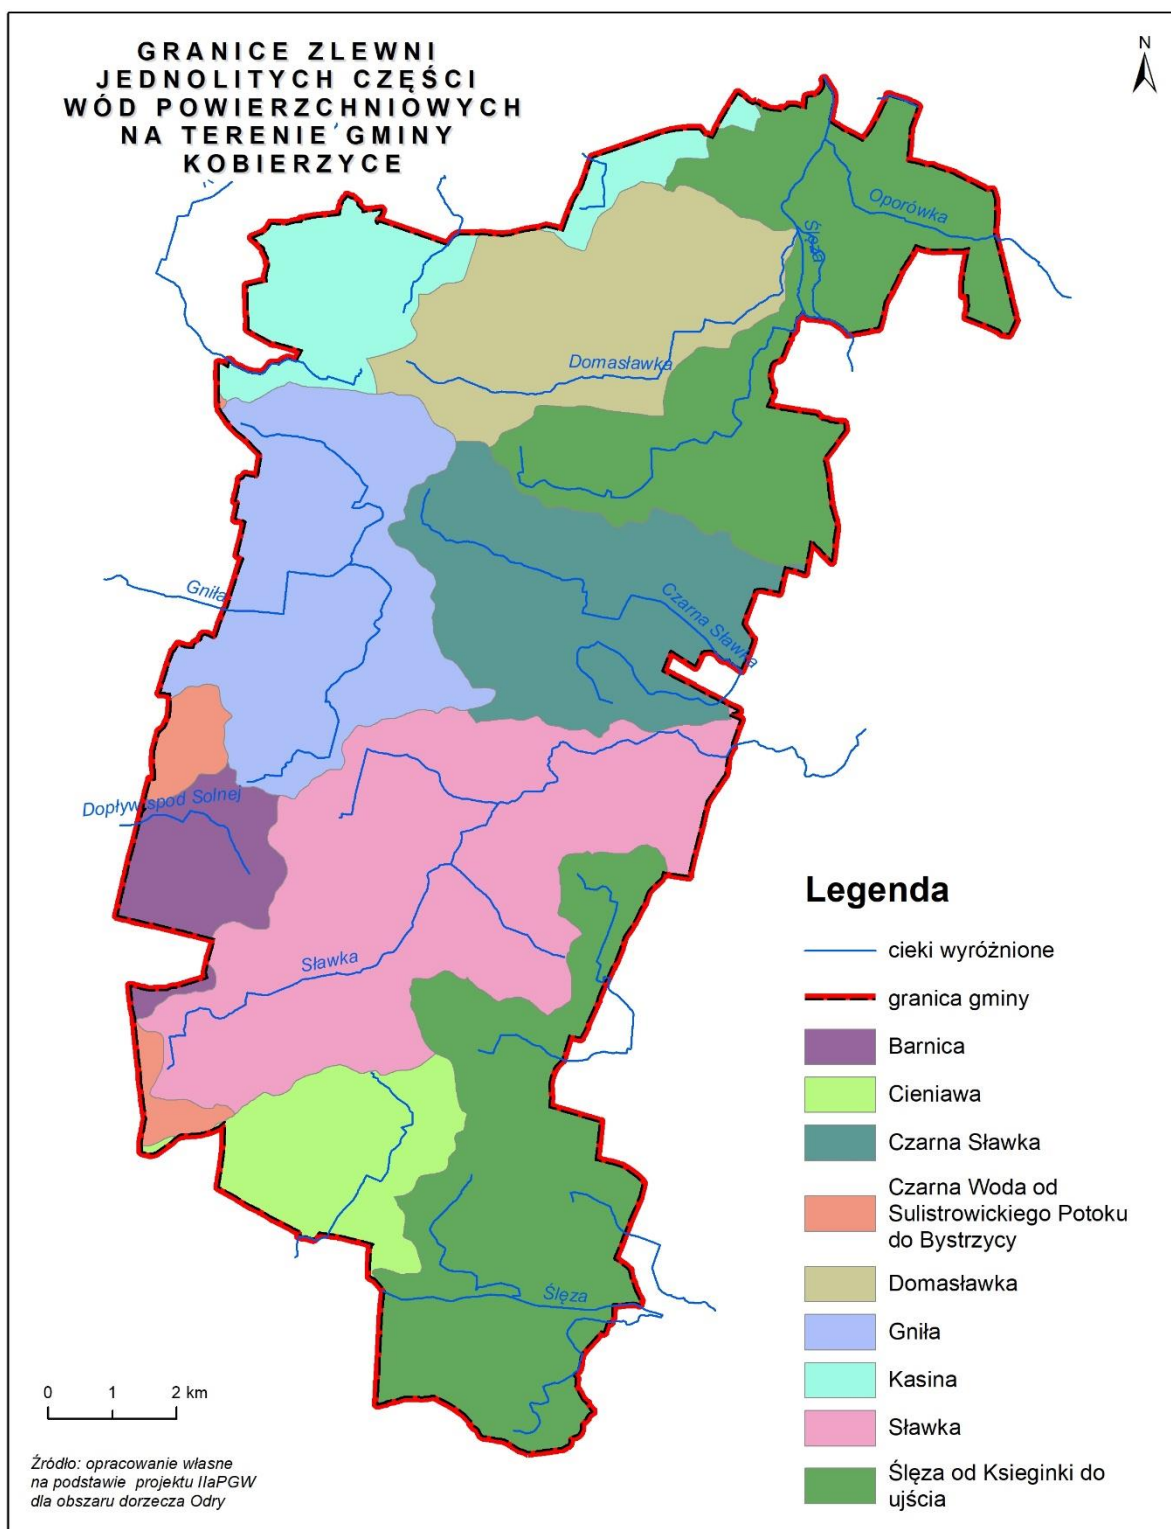 GRANICE ZLEWNI
JEDNOLITYCH CZĘŚCI
WÓD POWIERZCHNIOWYCH
NA TERENIE GMINY
KOBIERZYCE
N
Oporówka
Ślęza
Domasławka
Gniła
Czarna Sławka
Dopływ spod Solnej
Sławka
Ślęza
Legenda
cieki wyróżnione
granica gminy
Barnica
Cieniawa
Czarna Sławka
Czarna Woda od
Sulistrowickiego Potoku
do Bystrzycy
Domasławka
Gniła
Kasina
Sławka
Ślęza od Ksieginki do
ujścia
0 1 2 km
Źródło: opracowanie własne
na podstawie projektu IIaPGW
dla obszaru dorzecza Odry